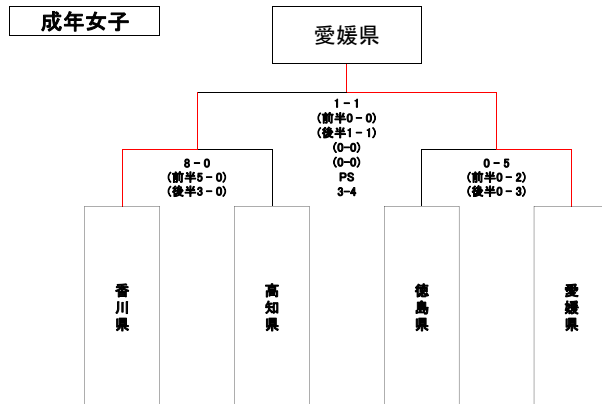 成年女子
愛媛県
1-1
(前半0-0)
(後半1-1)
(0-0)
(0-0)
PS
3-4
8-0
(前半5-0)
(後半3-0)
0-5
(前半0-2)
(後半0-3)
香川県
高知県
徳島県
愛媛県